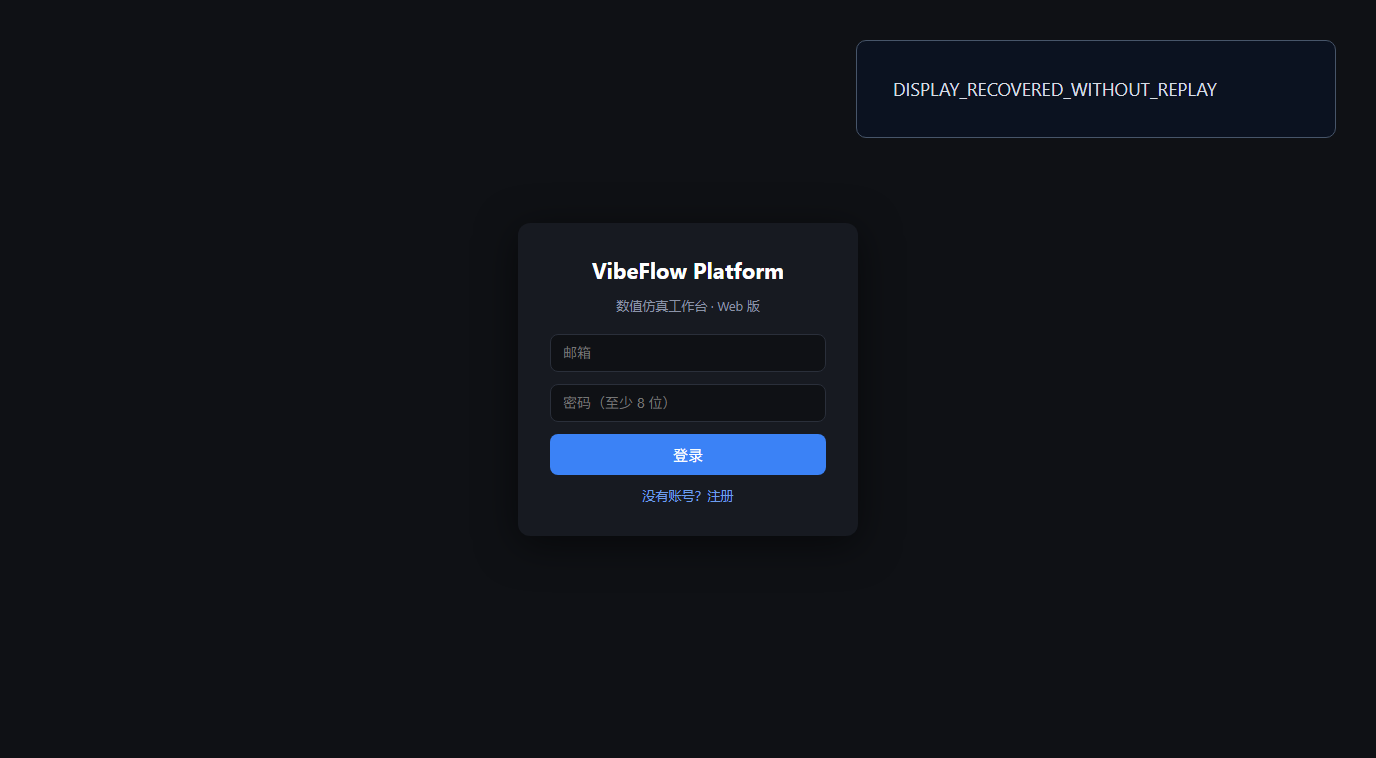 DISPLAY_RECOVERED_WITHOUT_REPLAY
VibeFlow Platform
数值仿真工作台 · Web 版
邮箱
密码（至少 8 位）
登录
没有账号？注册